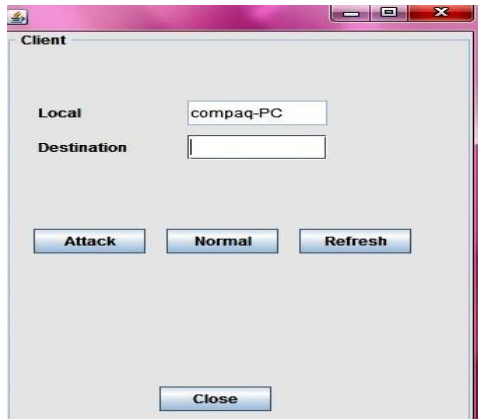 Client
Local compaq-PC
Destination
Attack Normal Refresh
Close